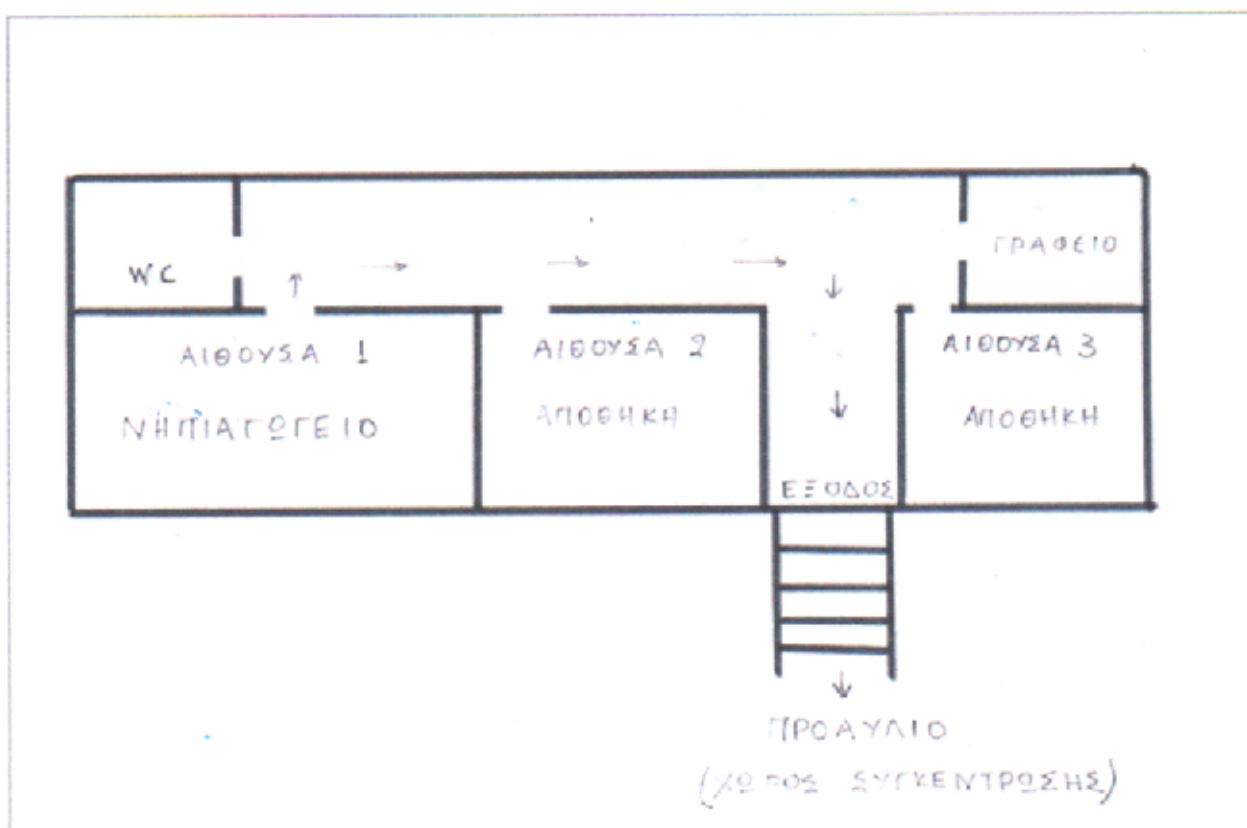 WC
ΓΡΑΦΕΙΟ
ΑΙΘΟΥΣΑ 1
ΝΗΠΙΑΓΩΓΕΙΟ
ΑΙΘΟΥΣΑ 2
ΑΠΟΘΗΚΗ
ΑΙΘΟΥΣΑ 3
ΑΠΟΘΗΚΗ
ΕΞΟΔΟΣ
ΠΡΟΑΥΛΙΟ
(ΧΩΡΟΣ ΣΥΓΚΕΝΤΡΩΣΗΣ)